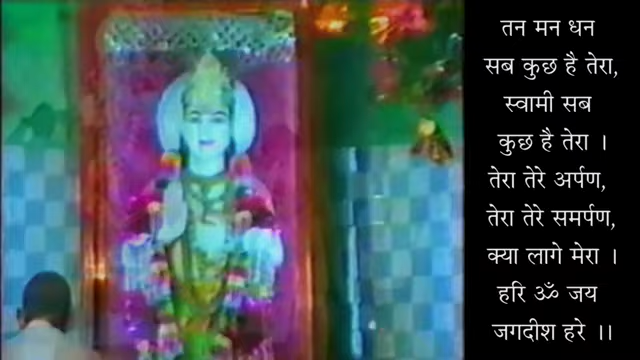 तन मन धन
सब कुछ है तेरा,
स्वामी सब
कुछ है तेरा ।
तेरा तेरे अर्पण,
तेरा तेरे समर्पण,
क्या लागे मेरा ।
हरि ॐ जय
जगदीश हरे ।।